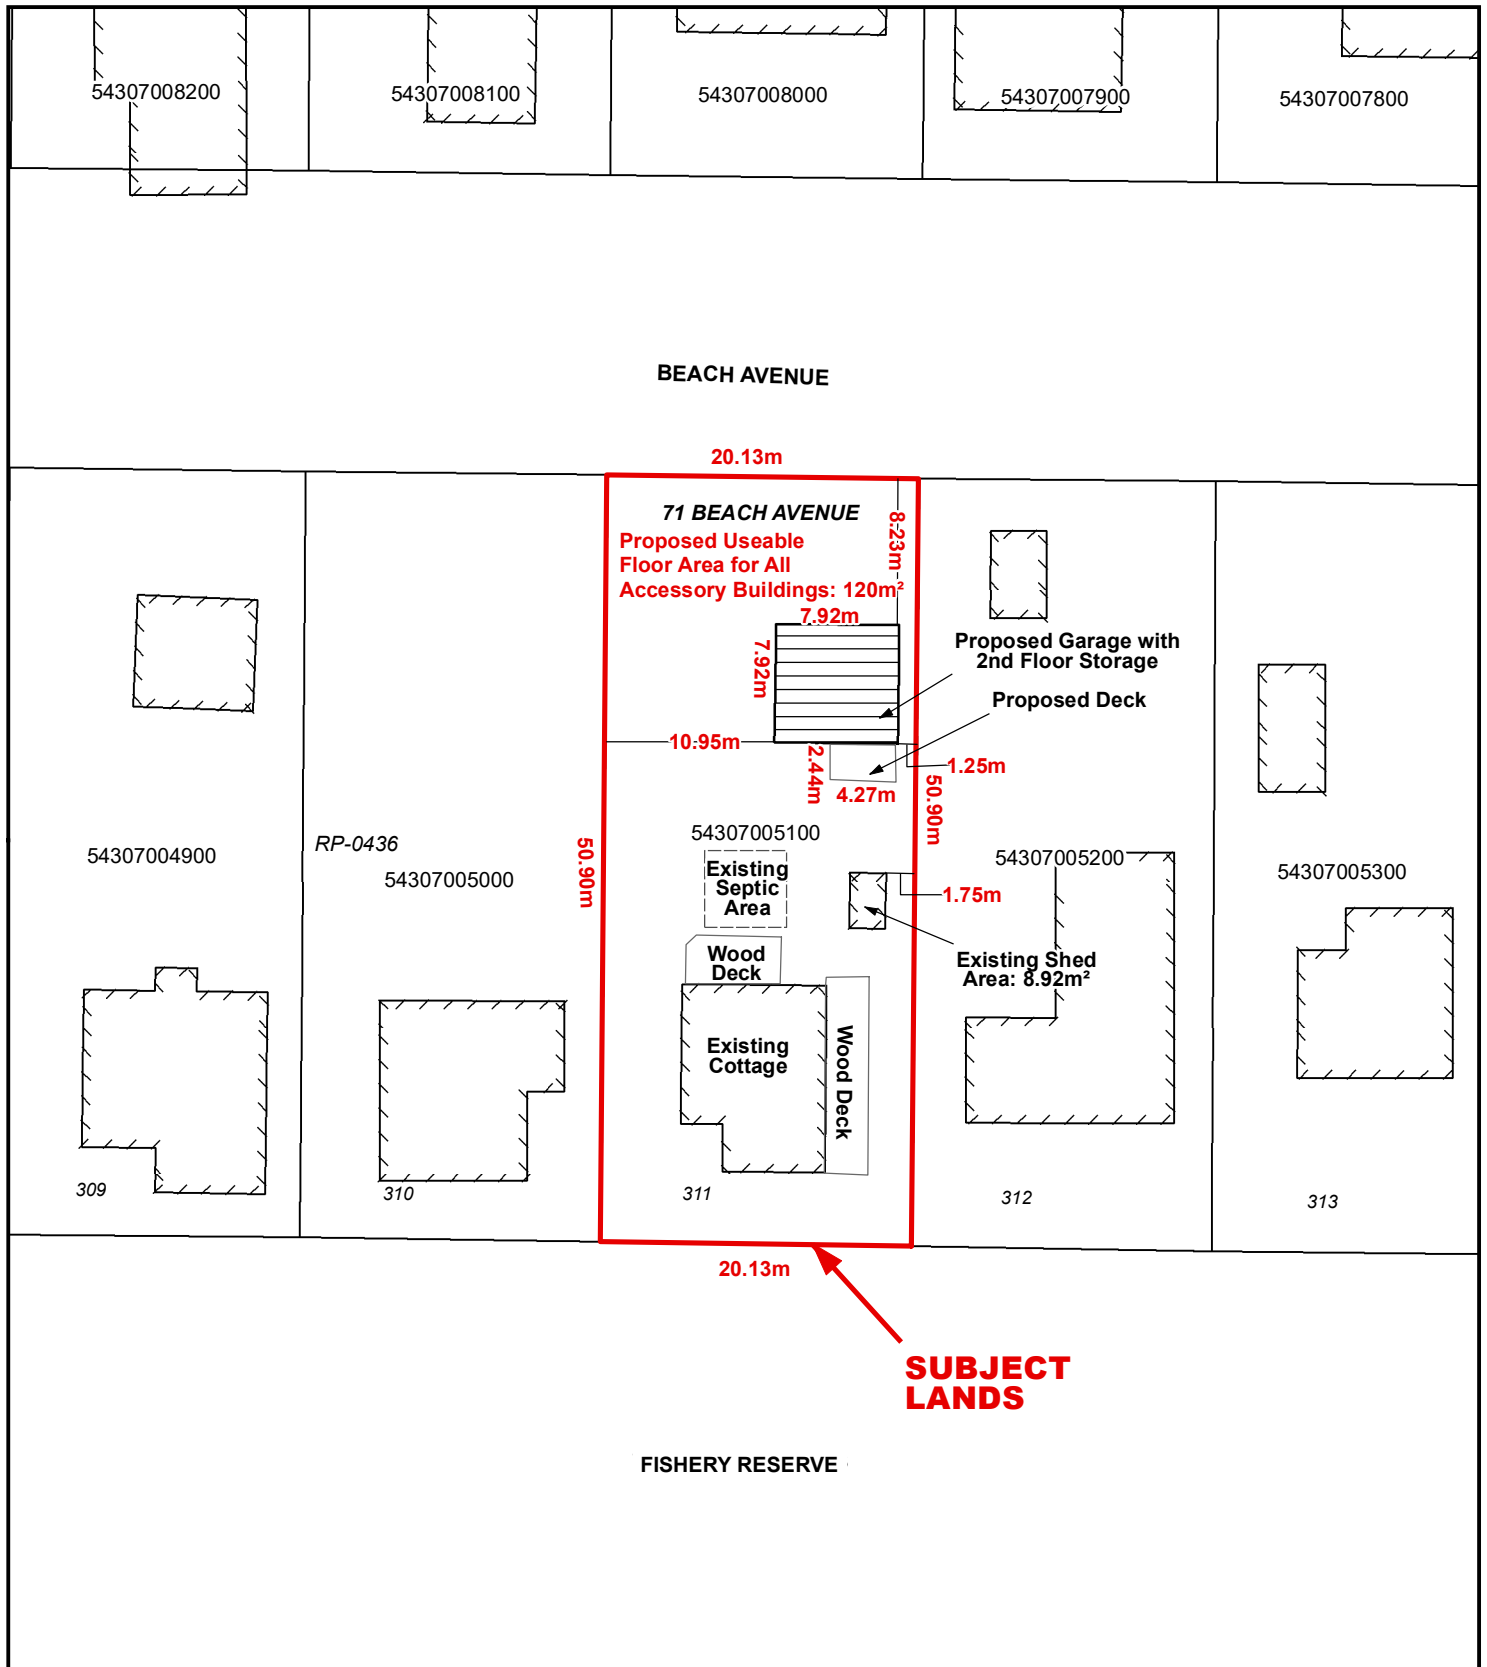 54307008200
54307008100
54307008000
54307007900
54307007800
BEACH AVENUE
20.13m
71 BEACH AVENUE
Proposed Useable
Floor Area for All
Accessory Buildings: 120m²
8.23m
7.92m
7.92m
Proposed Garage with
2nd Floor Storage
Proposed Deck
10.95m
2.44m
4.27m
1.25m
50.90m
50.90m
54307004900
RP-0436
54307005000
54307005100
54307005200
54307005300
Existing
Septic
Area
1.75m
Existing Shed
Area: 8.92m²
Wood
Deck
Existing
Cottage
Wood Deck
309
310
311
312
313
20.13m
SUBJECT
LANDS
FISHERY RESERVE